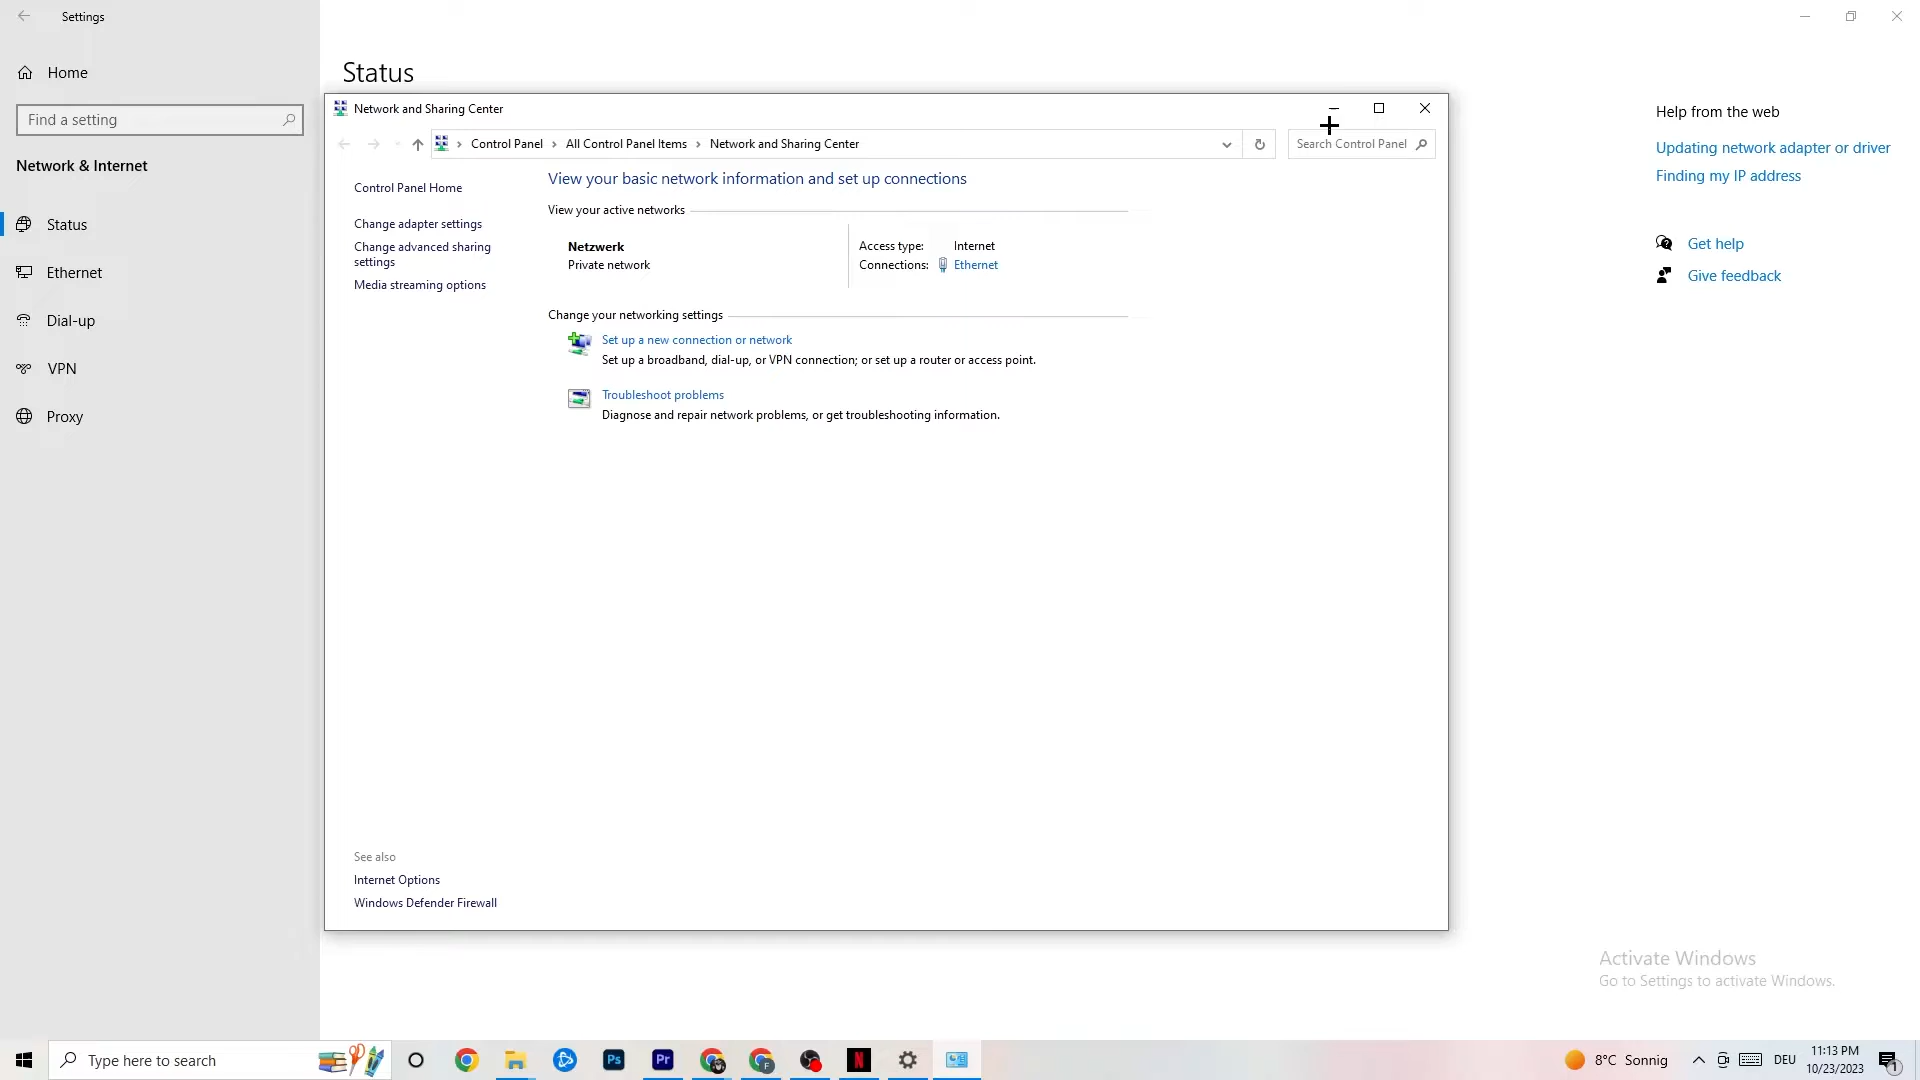 Settings
Home
Find a setting
Network & Internet
Status
Ethernet
Dial-up
VPN
Proxy
Status
Network and Sharing Center
Control Panel › All Control Panel Items › Network and Sharing Center
Search Control Panel
Control Panel Home
Change adapter settings
Change advanced sharing
settings
Media streaming options
View your basic network information and set up connections
View your active networks
Netzwerk
Private network
Access type: Internet
Connections: Ethernet
Change your networking settings
Set up a new connection or network
Set up a broadband, dial-up, or VPN connection; or set up a router or access point.
Troubleshoot problems
Diagnose and repair network problems, or get troubleshooting information.
See also
Internet Options
Windows Defender Firewall
Help from the web
Updating network adapter or driver
Finding my IP address
Get help
Give feedback
Activate Windows
Go to Settings to activate Windows.
Type here to search
Ps
Pr
F
N
8°C Sonnig
DEU
11:13 PM
10/23/2023
1